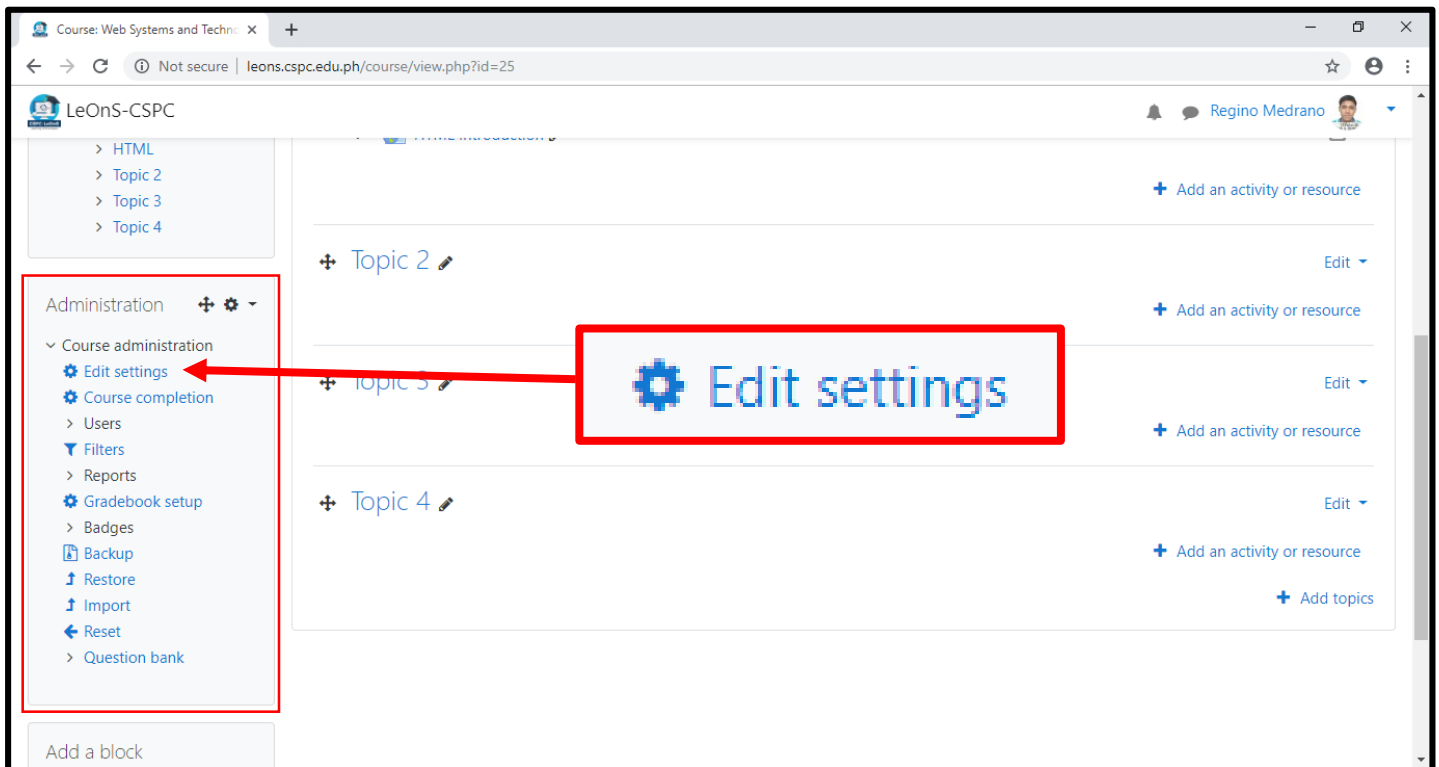 Course: Web Systems and Techno
Not secure | leons.cspc.edu.ph/course/view.php?id=25
LeOnS-CSPC
Regino Medrano
HTML
Topic 2
Topic 3
Topic 4
Administration
Course administration
Edit settings
Course completion
Users
Filters
Reports
Gradebook setup
Badges
Backup
Restore
Import
Reset
Question bank
Add a block
Add an activity or resource
Topic 2
Edit
Add an activity or resource
Topic 3
Edit
Edit settings
Add an activity or resource
Topic 4
Edit
Add an activity or resource
Add topics